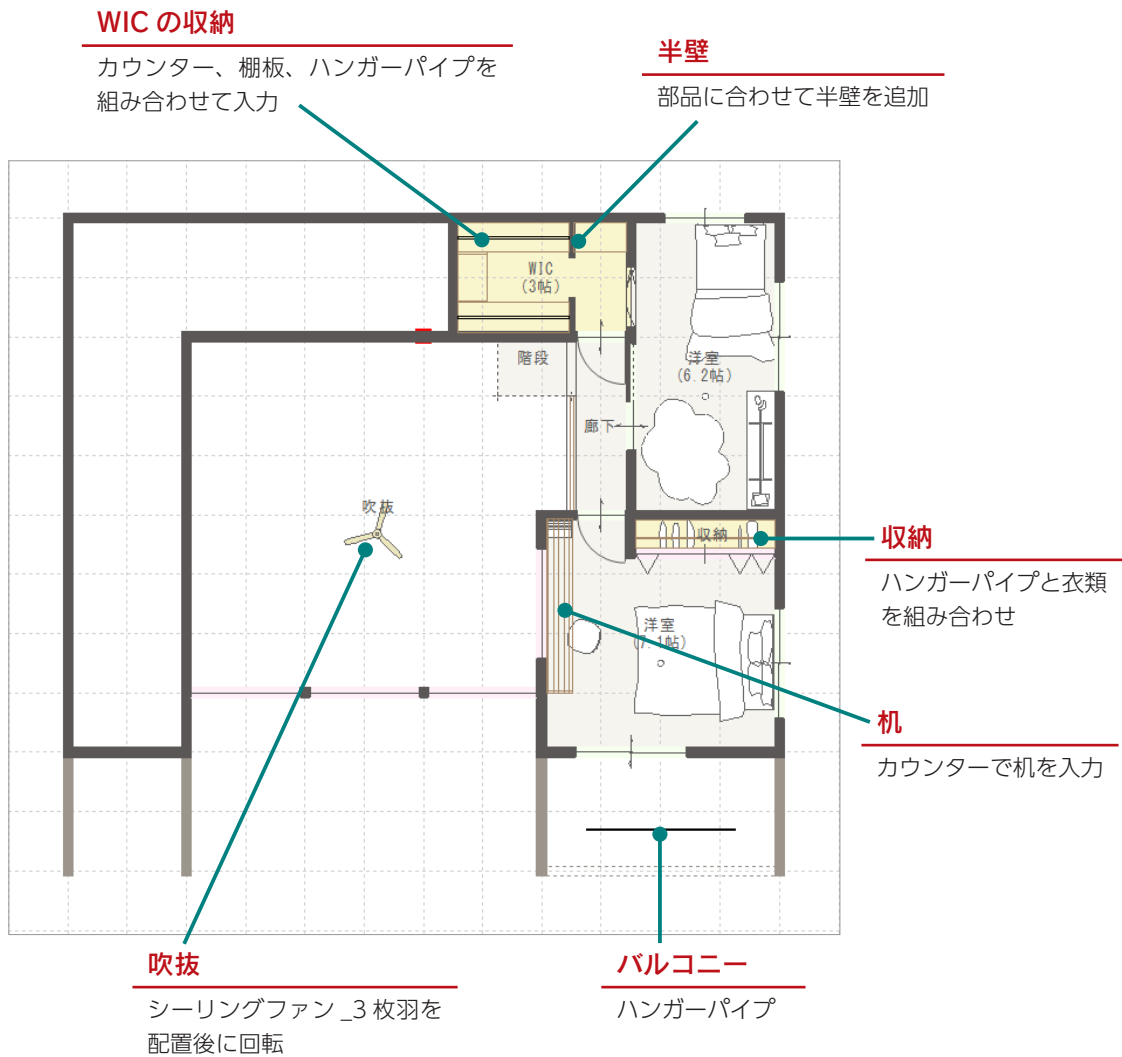 WIC の収納
カウンター、棚板、ハンガーパイプを
組み合わせて入力
半壁
部品に合わせて半壁を追加
WIC
(3帖)
階段
洋室
(6.2帖)
廊下
吹抜
収納
収納
ハンガーパイプと衣類
を組み合わせ
洋室
(7.1帖)
机
カウンターで机を入力
吹抜
シーリングファン _3 枚羽を
配置後に回転
バルコニー
ハンガーパイプ